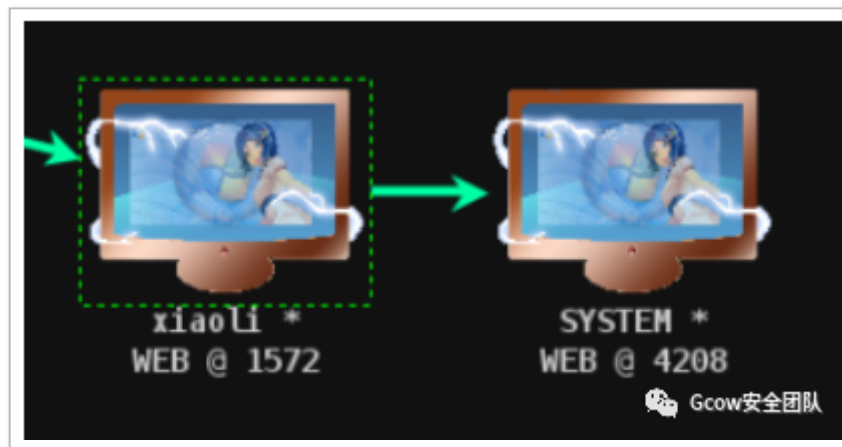 xiaoli *
WEB @ 1572
SYSTEM *
WEB @ 4208
Gcow安全团队